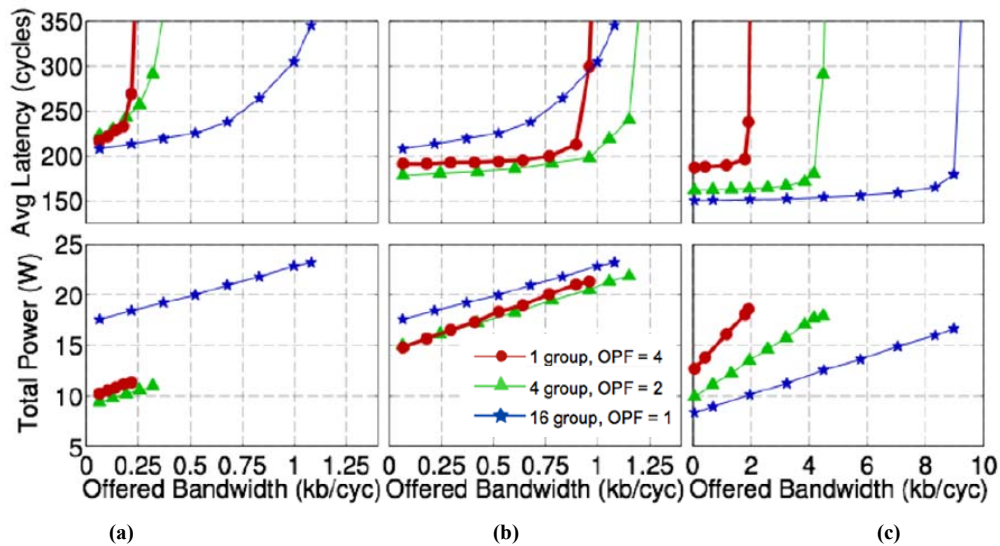 Avg Latency (cycles)
350
300
250
200
150
Total Power (W)
25
20
15
10
5
1 group, OPF = 4
4 group, OPF = 2
16 group, OPF = 1
0 0.25 0.5 0.75 1 1.25
0 0.25 0.5 0.75 1 1.25
0 2 4 6 8 10
Offered Bandwidth (kb/cyc)
Offered Bandwidth (kb/cyc)
Offered Bandwidth (kb/cyc)
(a) (b) (c)